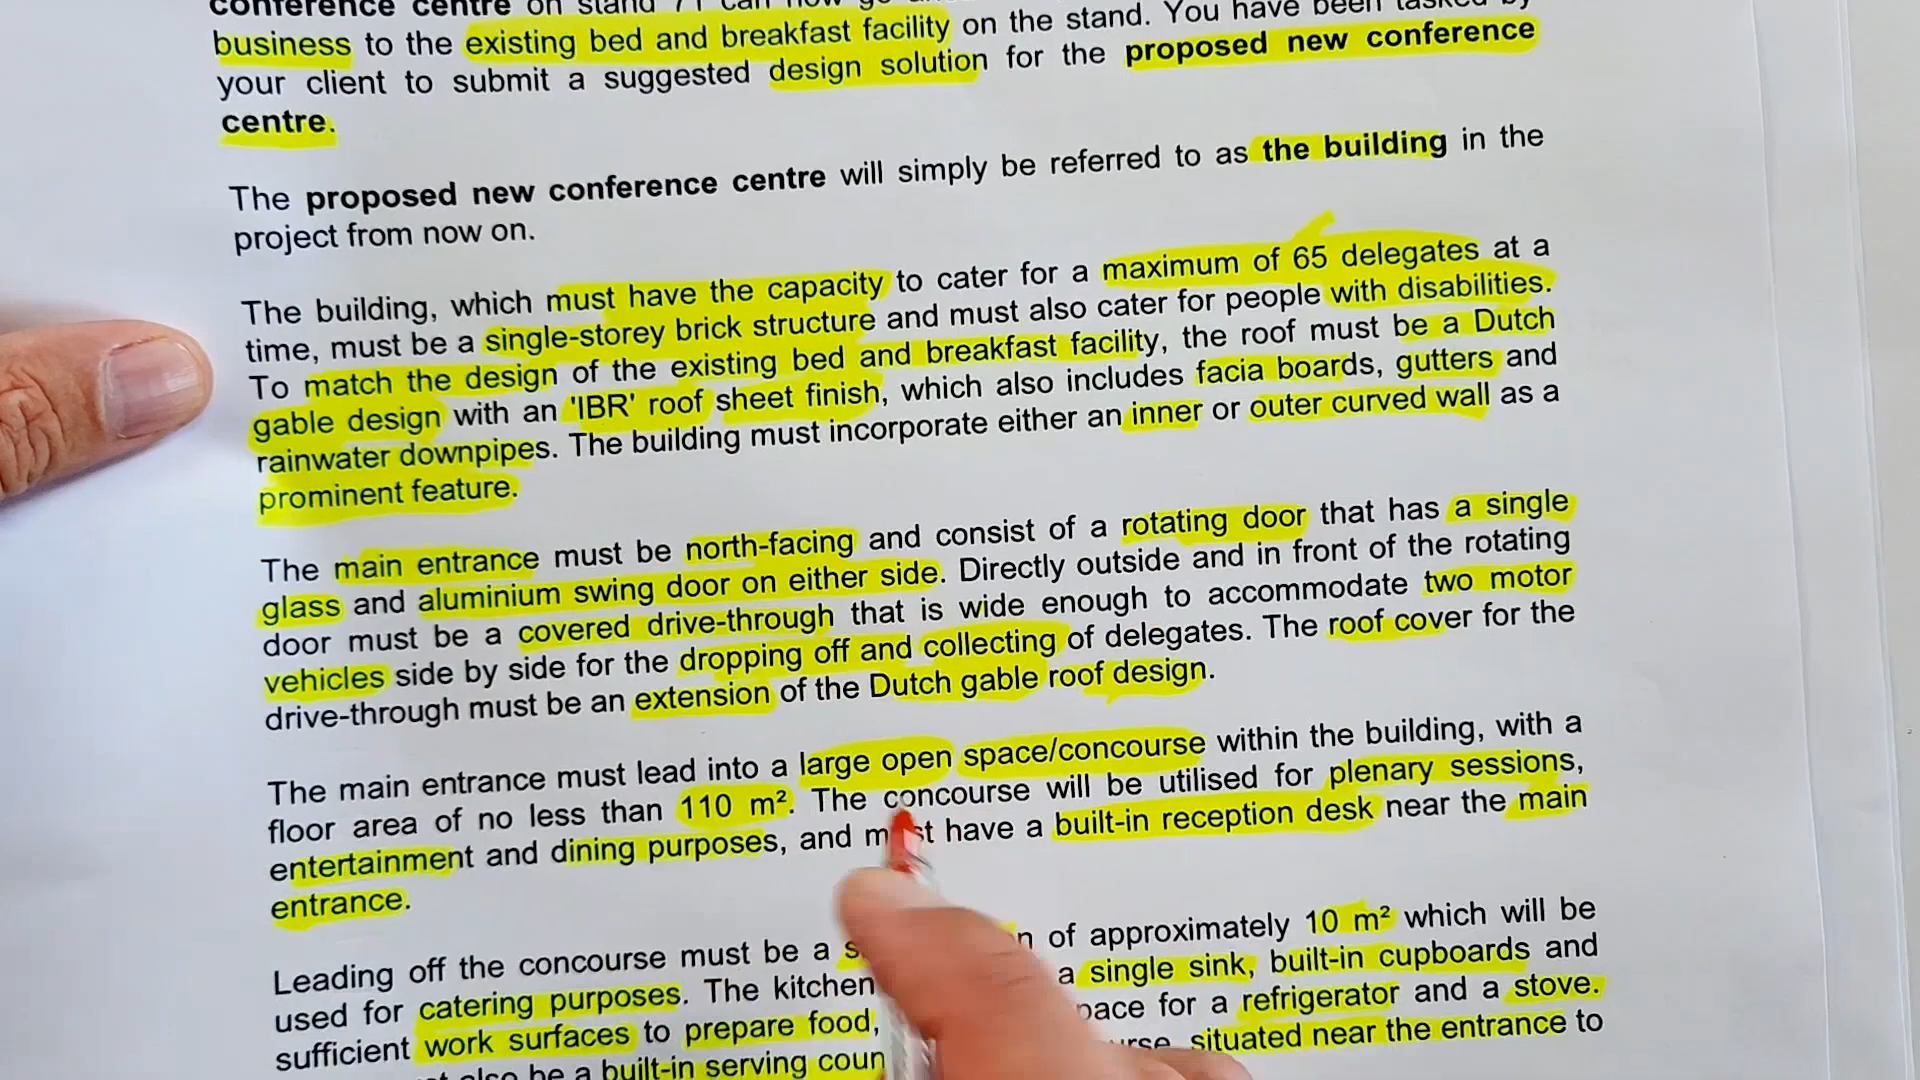 conference centre on stand 71 can now go
business to the existing bed and breakfast facility on the stand. You have been tasked by
your client to submit a suggested design solution for the proposed new conference
centre.
The proposed new conference centre will simply be referred to as the building in the
project from now on.
The building, which must have the capacity to cater for a maximum of 65 delegates at a
time, must be a single-storey brick structure and must also cater for people with disabilities.
To match the design of the existing bed and breakfast facility, the roof must be a Dutch
gable design with an 'IBR' roof sheet finish, which also includes facia boards, gutters and
rainwater downpipes. The building must incorporate either an inner or outer curved wall as a
prominent feature.
The main entrance must be north-facing and consist of a rotating door that has a single
glass and aluminium swing door on either side. Directly outside and in front of the rotating
door must be a covered drive-through that is wide enough to accommodate two motor
vehicles side by side for the dropping off and collecting of delegates. The roof cover for the
drive-through must be an extension of the Dutch gable roof design.
The main entrance must lead into a large open space/concourse within the building, with a
floor area of no less than 110 m². The concourse will be utilised for plenary sessions,
entertainment and dining purposes, and must have a built-in reception desk near the main
entrance.
Leading off the concourse must be a of approximately 10 m² which will be
used for catering purposes. The kitchen a single sink, built-in cupboards and
sufficient work surfaces to prepare food, space for a refrigerator and a stove.
also be a built-in serving situated near the entrance to